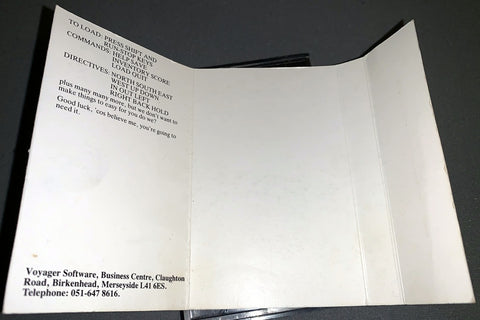 TO LOAD: PRESS SHIFT AND
RUN-STOP KEYS
COMMANDS: HELP SAVE
INVENTORY SCORE
LOAD QUIT
DIRECTIVES: NORTH SOUTH EAST
WEST UP DOWN
IN OUT LEFT
RIGHT BACK HOLD
plus many many more, but we don't want to
make things to easy for you do we?
Good luck, 'cos believe me, you're going to
need it.
Voyager Software, Business Centre, Claughton
Road, Birkenhead, Merseyside L41 6ES.
Telephone: 051-647 8616.